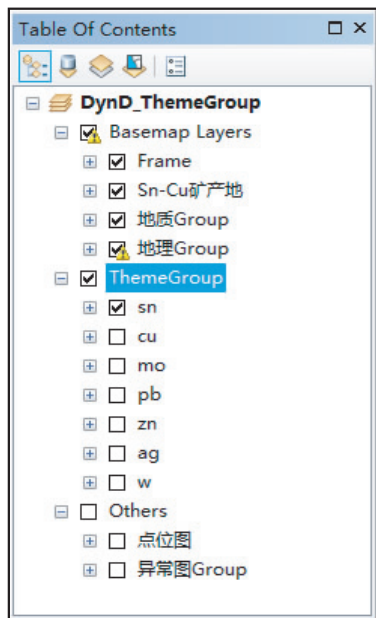 Table Of Contents
DynD_ThemeGroup
Basemap Layers
Frame
Sn-Cu矿产地
地质Group
地理Group
ThemeGroup
sn
cu
mo
pb
zn
ag
w
Others
点位图
异常图Group